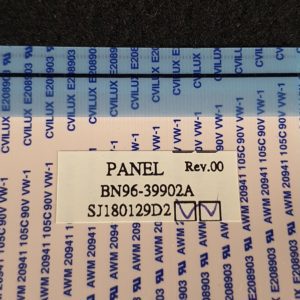 CVILUX E208903 AWM 20941 105C 90V VW-1
PANEL Rev.00
BN96-39902A
SJ180129D2